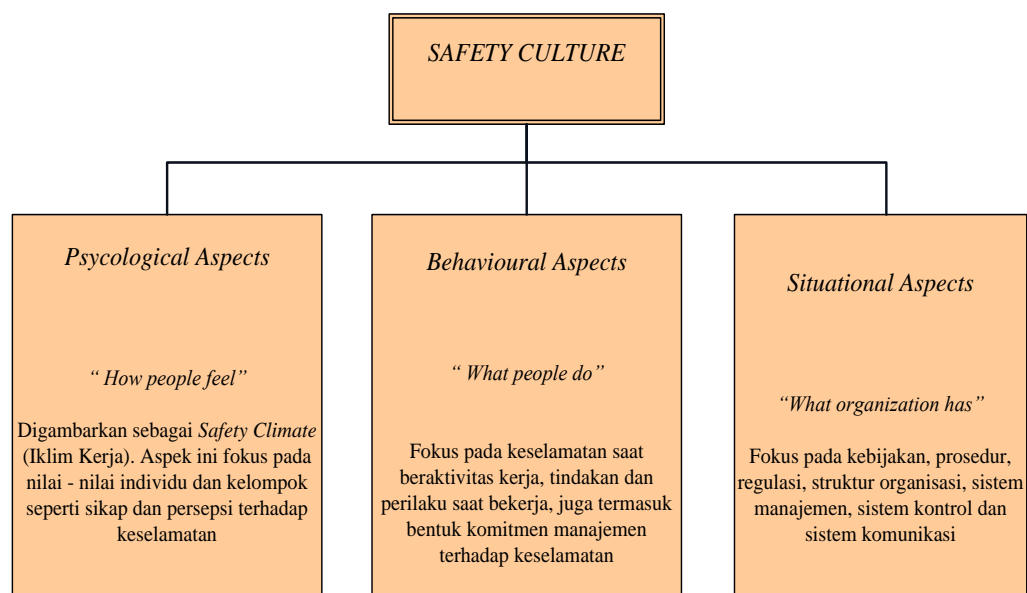 SAFETY CULTURE
Psycological Aspects
“ How people feel”
Digambarkan sebagai Safety Climate
(Iklim Kerja). Aspek ini fokus pada
nilai - nilai individu dan kelompok
seperti sikap dan persepsi terhadap
keselamatan
Behavioural Aspects
“ What people do”
Fokus pada keselamatan saat
beraktivitas kerja, tindakan dan
perilaku saat bekerja, juga termasuk
bentuk komitmen manajemen
terhadap keselamatan
Situational Aspects
“What organization has”
Fokus pada kebijakan, prosedur,
regulasi, struktur organisasi, sistem
manajemen, sistem kontrol dan
sistem komunikasi